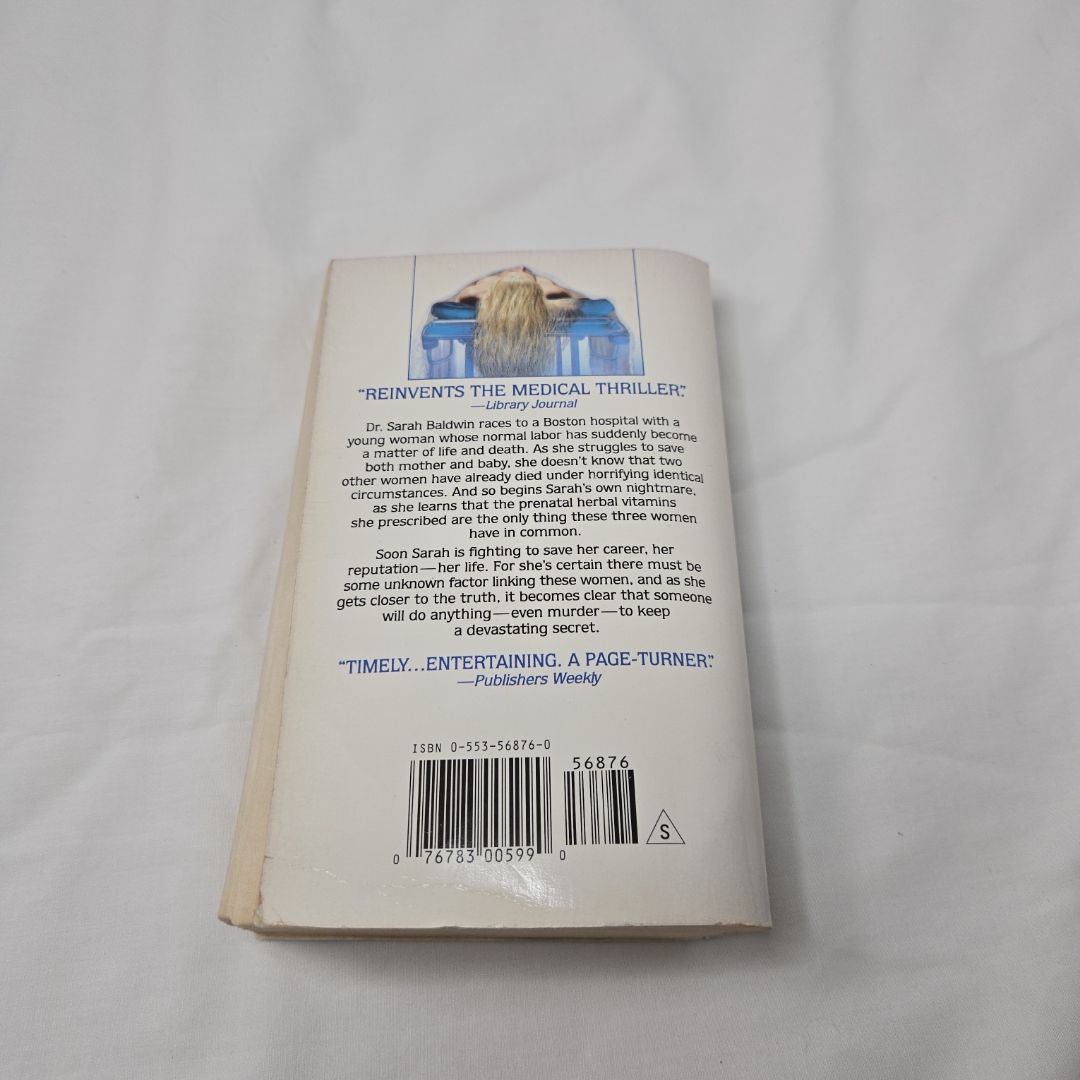 “REINVENTS THE MEDICAL THRILLER.”
—Library Journal
Dr. Sarah Baldwin races to a Boston hospital with a
young woman whose normal labor has suddenly become
a matter of life and death. As she struggles to save
both mother and baby, she doesn't know that two
other women have already died under horrifying identical
circumstances. And so begins Sarah's own nightmare,
as she learns that the prenatal herbal vitamins
she prescribed are the only thing these three women
have in common.
Soon Sarah is fighting to save her career, her
reputation—her life. For she's certain there must be
some unknown factor linking these women, and as she
gets closer to the truth, it becomes clear that someone
will do anything—even murder—to keep
a devastating secret.
“TIMELY...ENTERTAINING. A PAGE-TURNER.”
—Publishers Weekly
ISBN 0-553-56876-0
56876
0 76783 00599 0
S